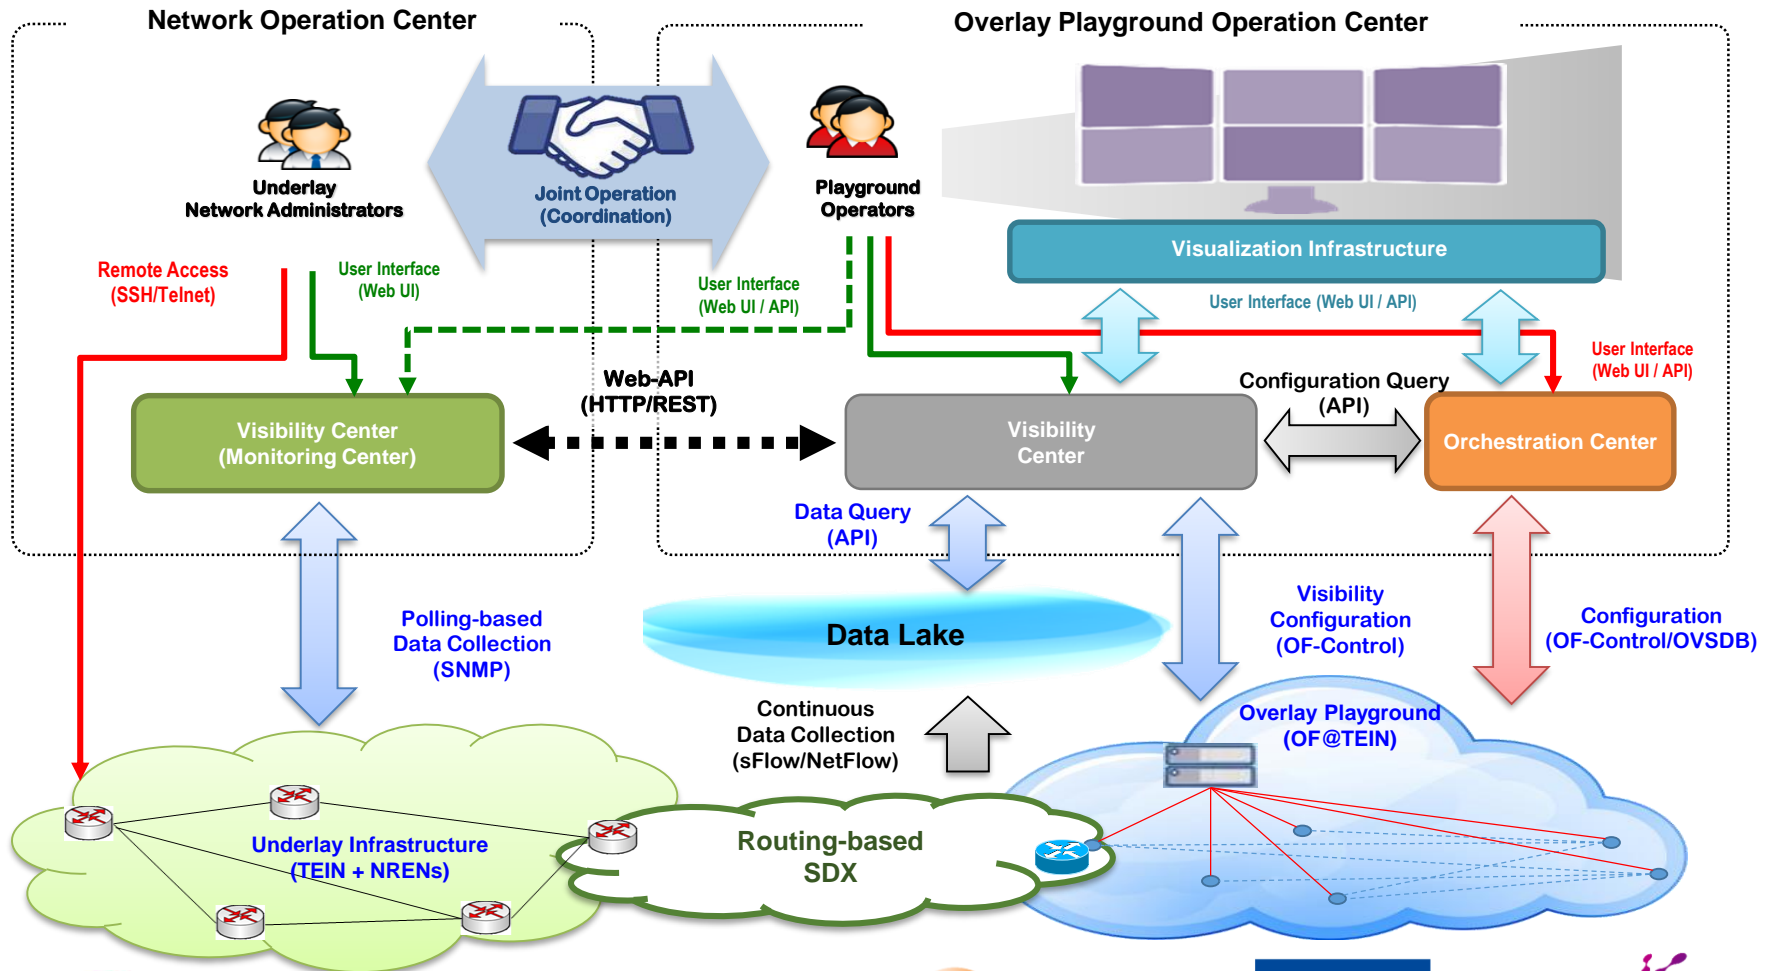 Network Operation Center
Overlay Playground Operation Center
Underlay
Network Administrators
Joint Operation
(Coordination)
Playground
Operators
Visualization Infrastructure
Remote Access
(SSH/Telnet)
User Interface
(Web UI)
User Interface
(Web UI / API)
User Interface (Web UI / API)
User Interface
(Web UI / API)
Web-API
(HTTP/REST)
Configuration Query
(API)
Visibility Center
(Monitoring Center)
Visibility
Center
Orchestration Center
Data Query
(API)
Polling-based
Data Collection
(SNMP)
Data Lake
Visibility
Configuration
(OF-Control)
Configuration
(OF-Control/OVSDB)
Continuous
Data Collection
(sFlow/NetFlow)
Overlay Playground
(OF@TEIN)
Underlay Infrastructure
(TEIN + NRENs)
Routing-based
SDX